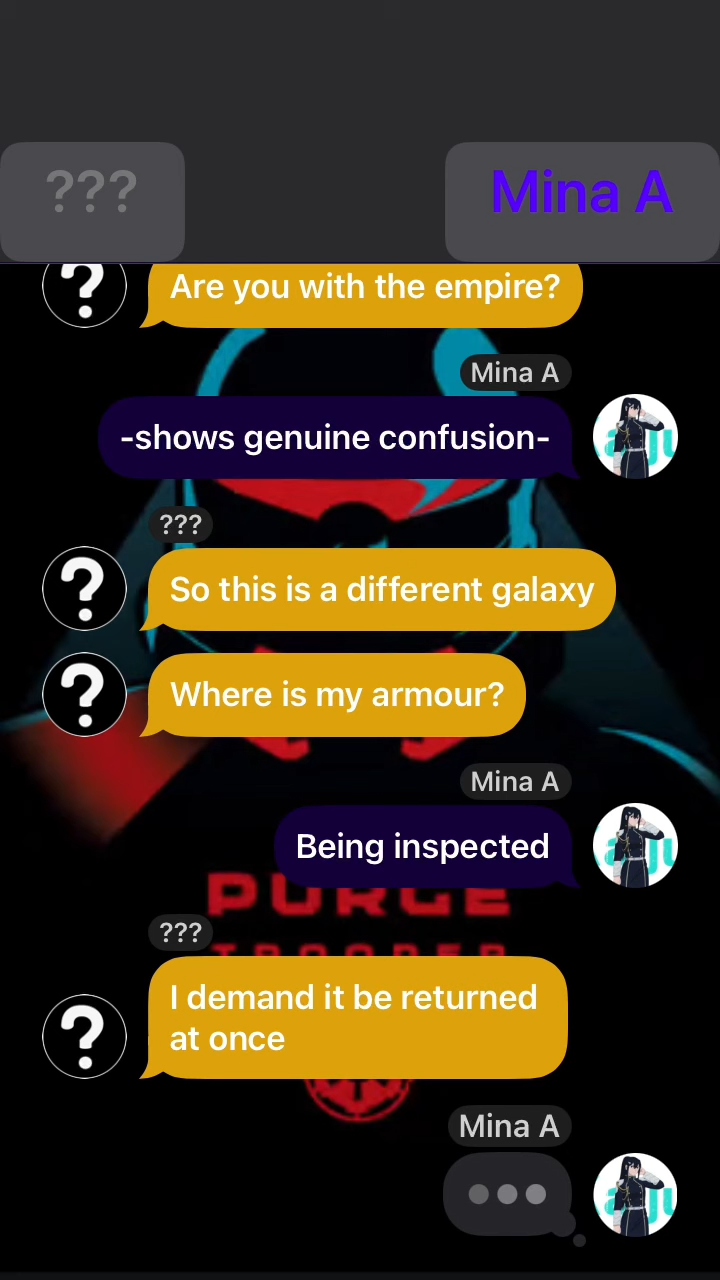 ???
Mina A
Are you with the empire?
Mina A
-shows genuine confusion-
???
So this is a different galaxy
Where is my armour?
Mina A
Being inspected
PURGE
???
TROOPER
I demand it be returned
at once
Mina A